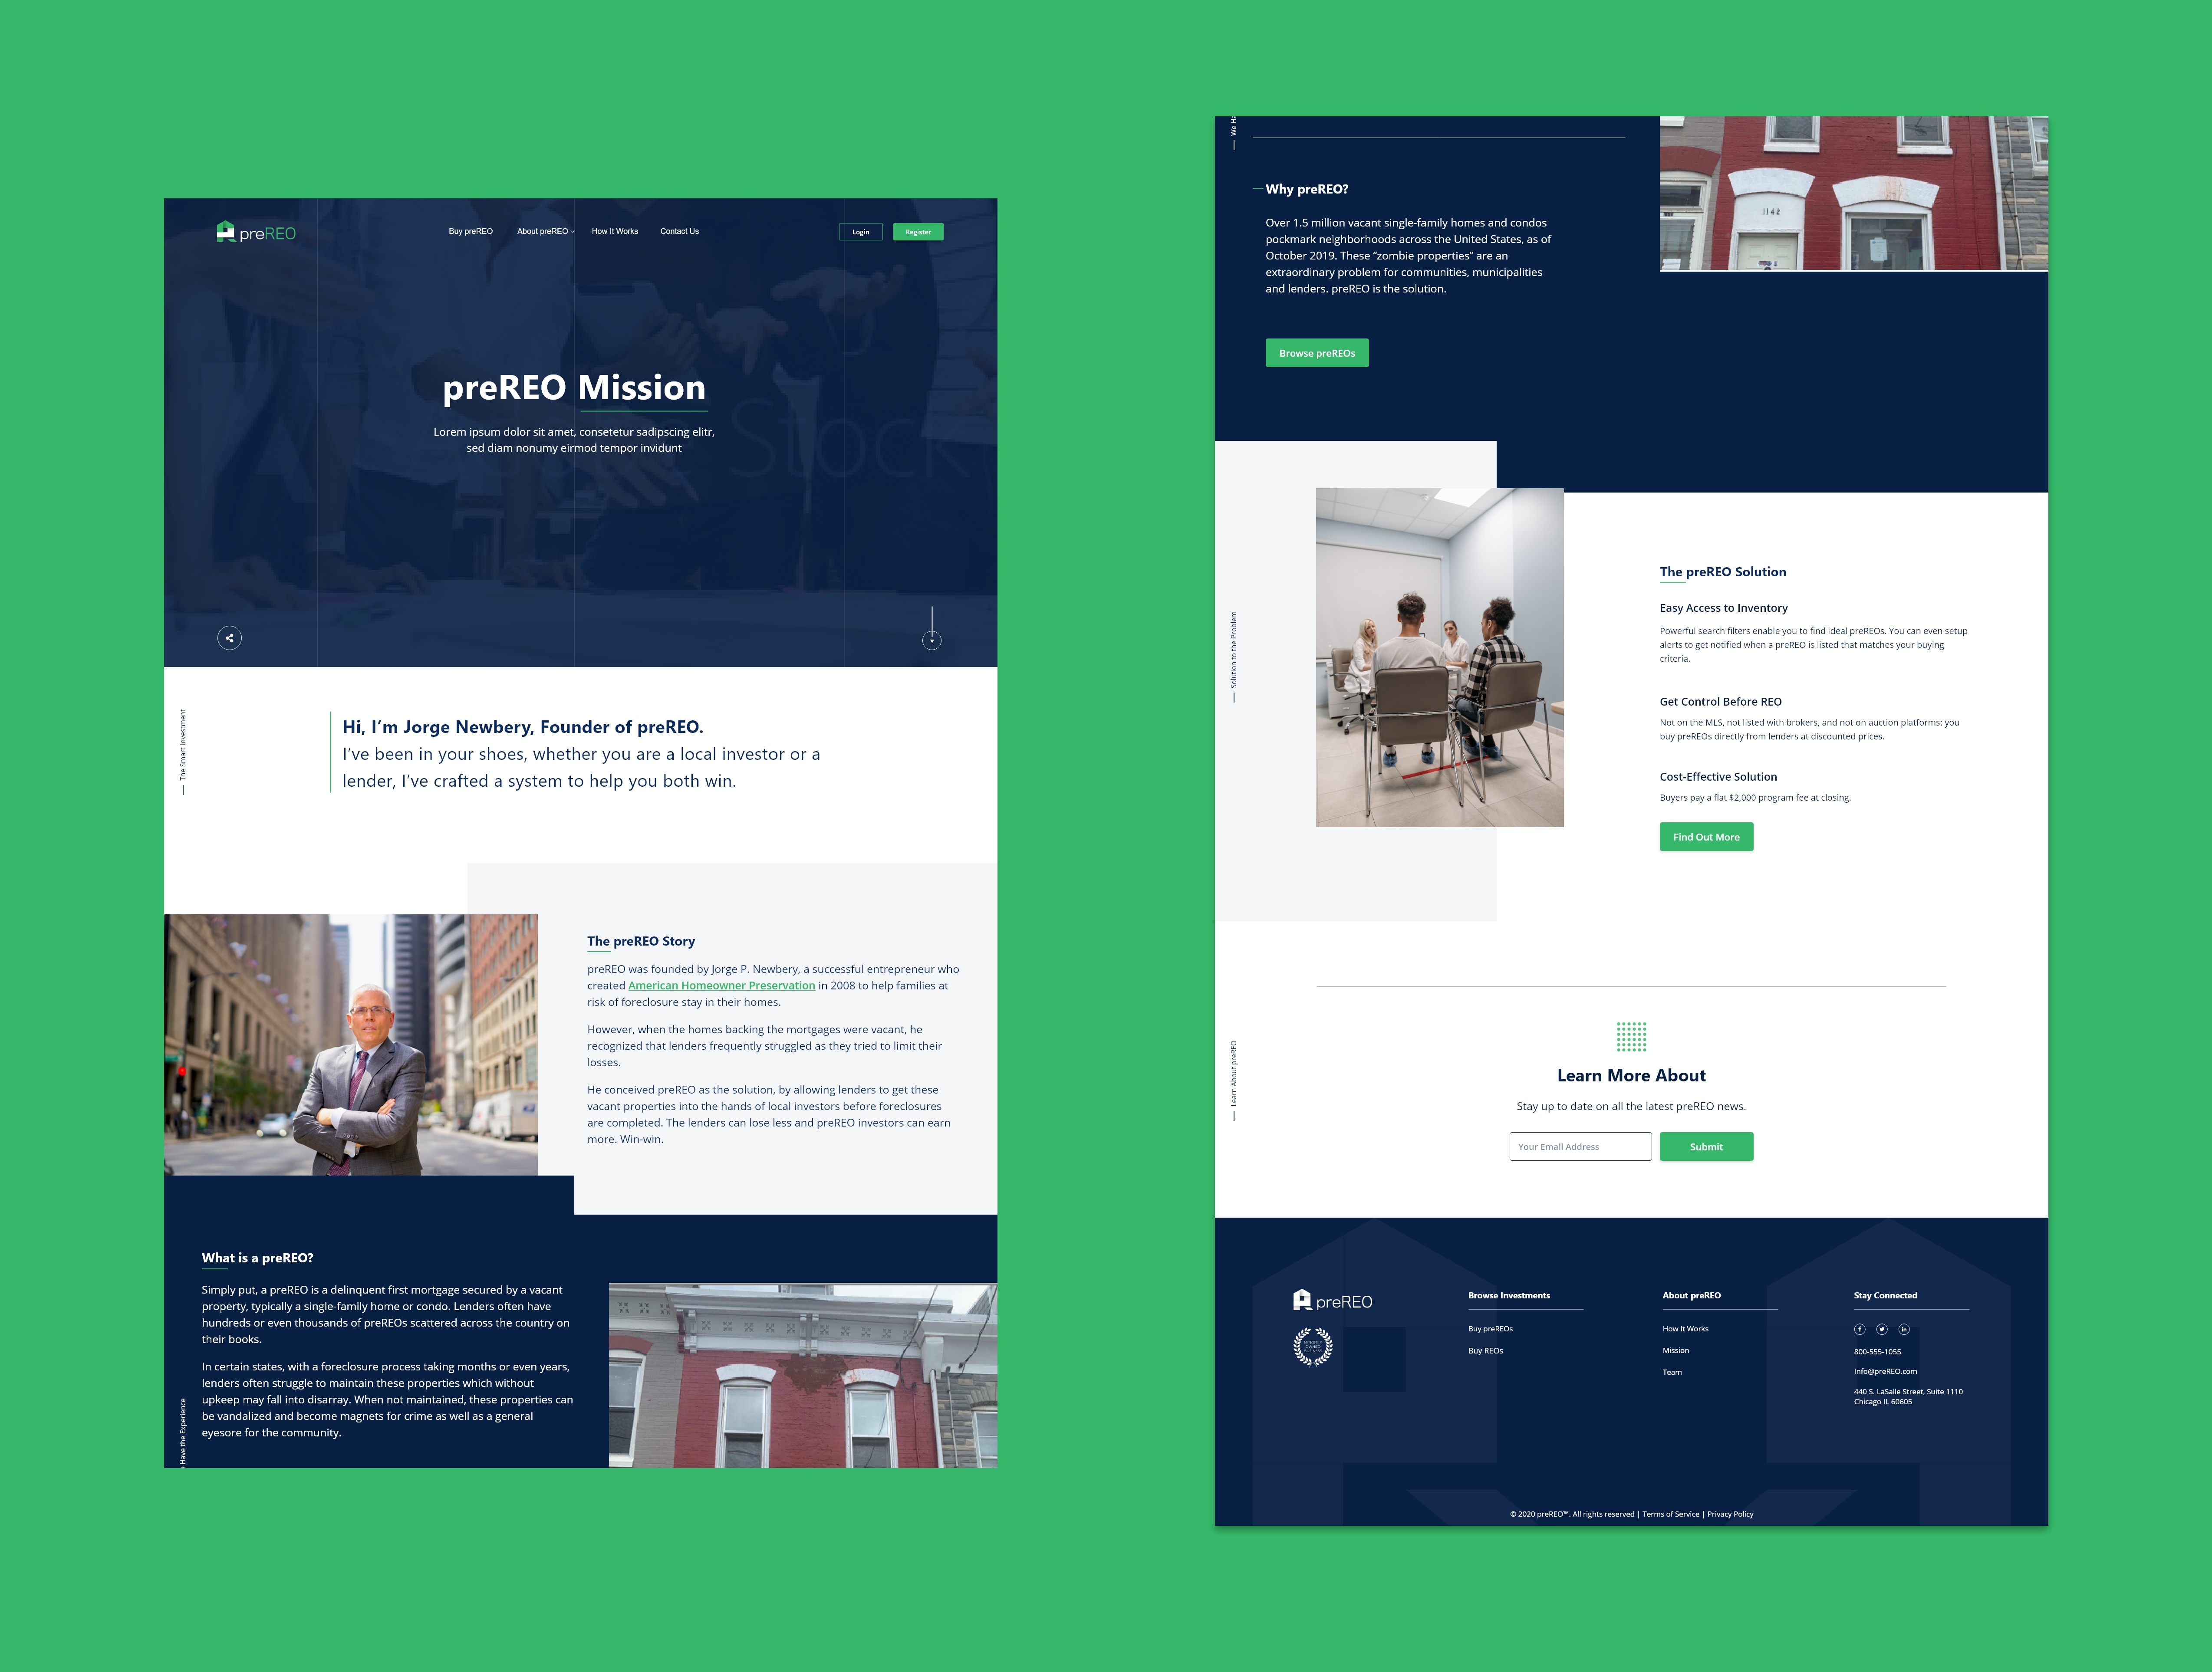 preREO
Buy preREO
About preREO
How It Works
Contact Us
Login
Register
preREO Mission
Stock
Lorem ipsum dolor sit amet, consetetur sadipscing elitr,
sed diam nonumy eirmod tempor invidunt
The Smart Investment
Hi, I'm Jorge Newbery, Founder of preREO.
I've been in your shoes, whether you are a local investor or a
lender, I've crafted a system to help you both win.
The preREO Story
preREO was founded by Jorge P. Newbery, a successful entrepreneur who
created American Homeowner Preservation in 2008 to help families at
risk of foreclosure stay in their homes.
However, when the homes backing the mortgages were vacant, he
recognized that lenders frequently struggled as they tried to limit their
losses.
He conceived preREO as the solution, by allowing lenders to get these
vacant properties into the hands of local investors before foreclosures
are completed. The lenders can lose less and preREO investors can earn
more. Win-win.
What is a preREO?
Simply put, a preREO is a delinquent first mortgage secured by a vacant
property, typically a single-family home or condo. Lenders often have
hundreds or even thousands of preREOs scattered across the country on
their books.
In certain states, with a foreclosure process taking months or even years,
lenders often struggle to maintain these properties which without
upkeep may fall into disarray. When not maintained, these properties can
be vandalized and become magnets for crime as well as a general
eyesore for the community.
Have the Experience
We Ha
Why preREO?
Over 1.5 million vacant single-family homes and condos
pockmark neighborhoods across the United States, as of
October 2019. These “zombie properties” are an
extraordinary problem for communities, municipalities
and lenders. preREO is the solution.
Browse preREOs
1142
Solution to the Problem
The preREO Solution
Easy Access to Inventory
Powerful search filters enable you to find ideal preREOs. You can even setup
alerts to get notified when a preREO is listed that matches your buying
criteria.
Get Control Before REO
Not on the MLS, not listed with brokers, and not on auction platforms: you
buy preREOs directly from lenders at discounted prices.
Cost-Effective Solution
Buyers pay a flat $2,000 program fee at closing.
Find Out More
Learn About preREO
Learn More About
Stay up to date on all the latest preREO news.
Your Email Address
Submit
preREO
MINORITY
OWNED
BUSINESS
Browse Investments
Buy preREOs
Buy REOs
About preREO
How It Works
Mission
Team
Stay Connected
800-555-1055
Info@preREO.com
440 S. LaSalle Street, Suite 1110
Chicago IL 60605
© 2020 preREO™. All rights reserved | Terms of Service | Privacy Policy